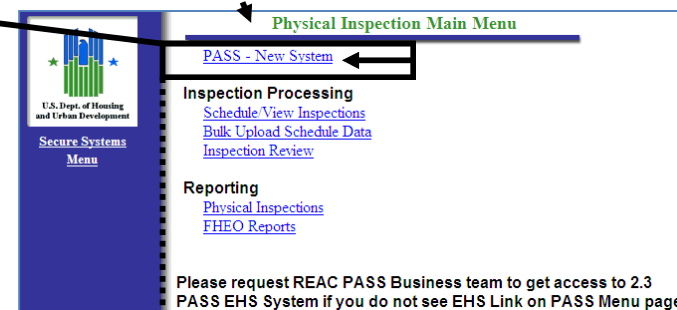 Physical Inspection Main Menu
PASS - New System
U.S. Dept. of Housing
and Urban Development
Secure Systems
Menu
Inspection Processing
Schedule/View Inspections
Bulk Upload Schedule Data
Inspection Review
Reporting
Physical Inspections
FHEO Reports
Please request REAC PASS Business team to get access to 2.3
PASS EHS System if you do not see EHS Link on PASS Menu page